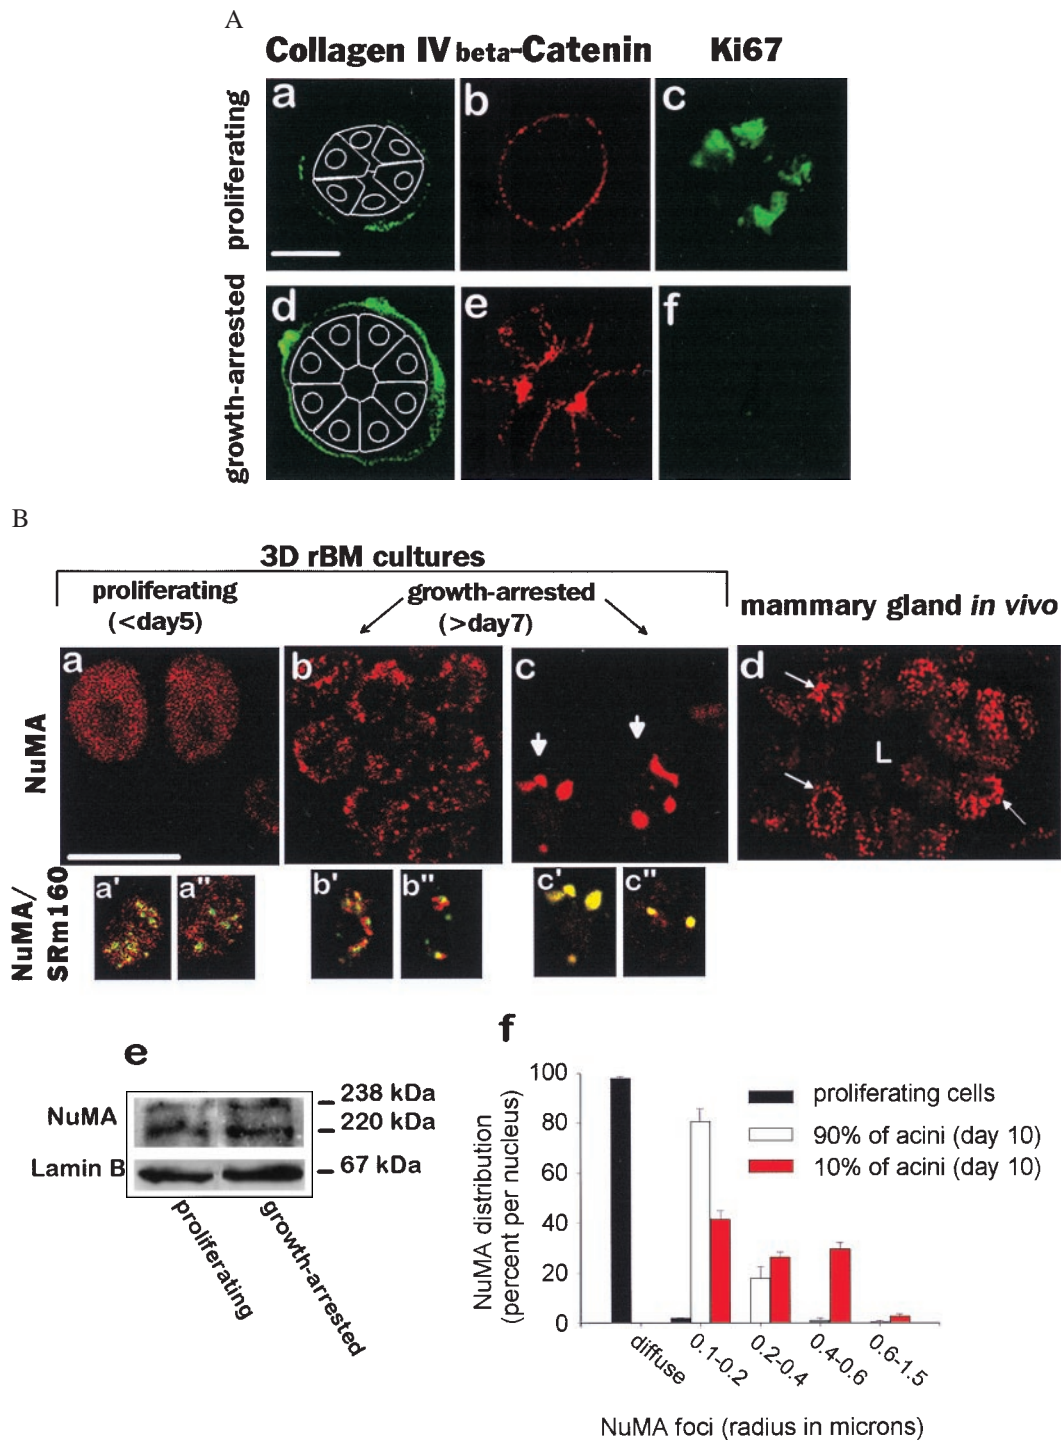 A
Collagen IV beta-Catenin Ki67
proliferating
a
b
c
growth-arrested
d
e
f
B
3D rBM cultures
proliferating
(<day5)
growth-arrested
(>day7)
mammary gland in vivo
NuMA
a
b
c
d
L
NuMA/
SRm160
a'
a"
b'
b"
c'
c"
e
NuMA
238 kDa
220 kDa
Lamin B
67 kDa
proliferating
growth-arrested
f
NuMA distribution
(percent per nucleus)
100
80
60
40
20
0
proliferating cells
90% of acini (day 10)
10% of acini (day 10)
diffuse
0.1-0.2
0.2-0.4
0.4-0.6
0.6-1.5
NuMA foci (radius in microns)